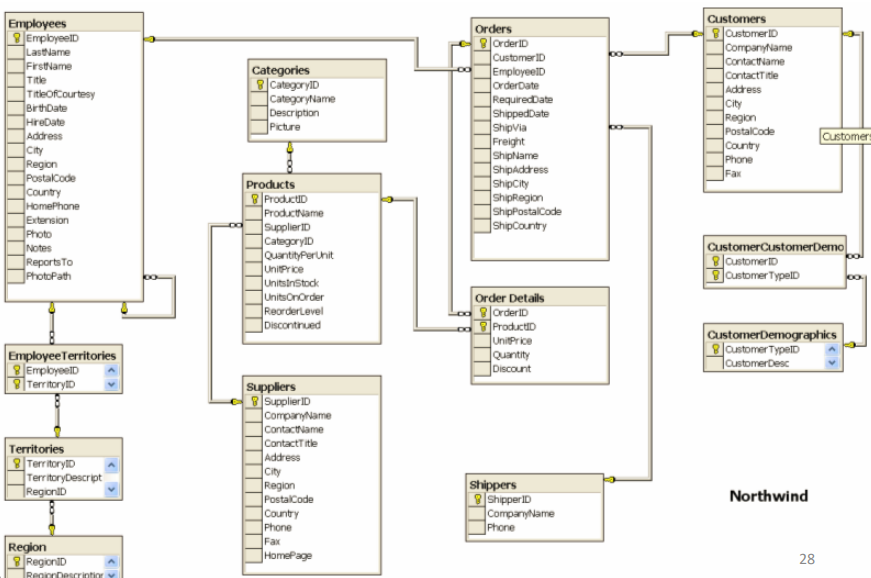 Employees
EmployeeID
LastName
FirstName
Title
TitleOfCourtesy
BirthDate
HireDate
Address
City
Region
PostalCode
Country
HomePhone
Extension
Photo
Notes
ReportsTo
PhotoPath
EmployeeTerritories
EmployeeID
TerritoryID
Territories
TerritoryID
TerritoryDescript
RegionID
Region
RegionID
RegionDescription
Categories
CategoryID
CategoryName
Description
Picture
Products
ProductID
ProductName
SupplierID
CategoryID
QuantityPerUnit
UnitPrice
UnitsInStock
UnitsOnOrder
ReorderLevel
Discontinued
Suppliers
SupplierID
CompanyName
ContactName
ContactTitle
Address
City
Region
PostalCode
Country
Phone
Fax
HomePage
Orders
OrderID
CustomerID
EmployeeID
OrderDate
RequiredDate
ShippedDate
ShipVia
Freight
ShipName
ShipAddress
ShipCity
ShipRegion
ShipPostalCode
ShipCountry
Order Details
OrderID
ProductID
UnitPrice
Quantity
Discount
Shippers
ShipperID
CompanyName
Phone
Customers
CustomerID
CompanyName
ContactName
ContactTitle
Address
City
Region
PostalCode
Country
Phone
Fax
Customers
CustomerCustomerDemo
CustomerID
CustomerTypeID
CustomerDemographics
CustomerTypeID
CustomerDesc
Northwind
28